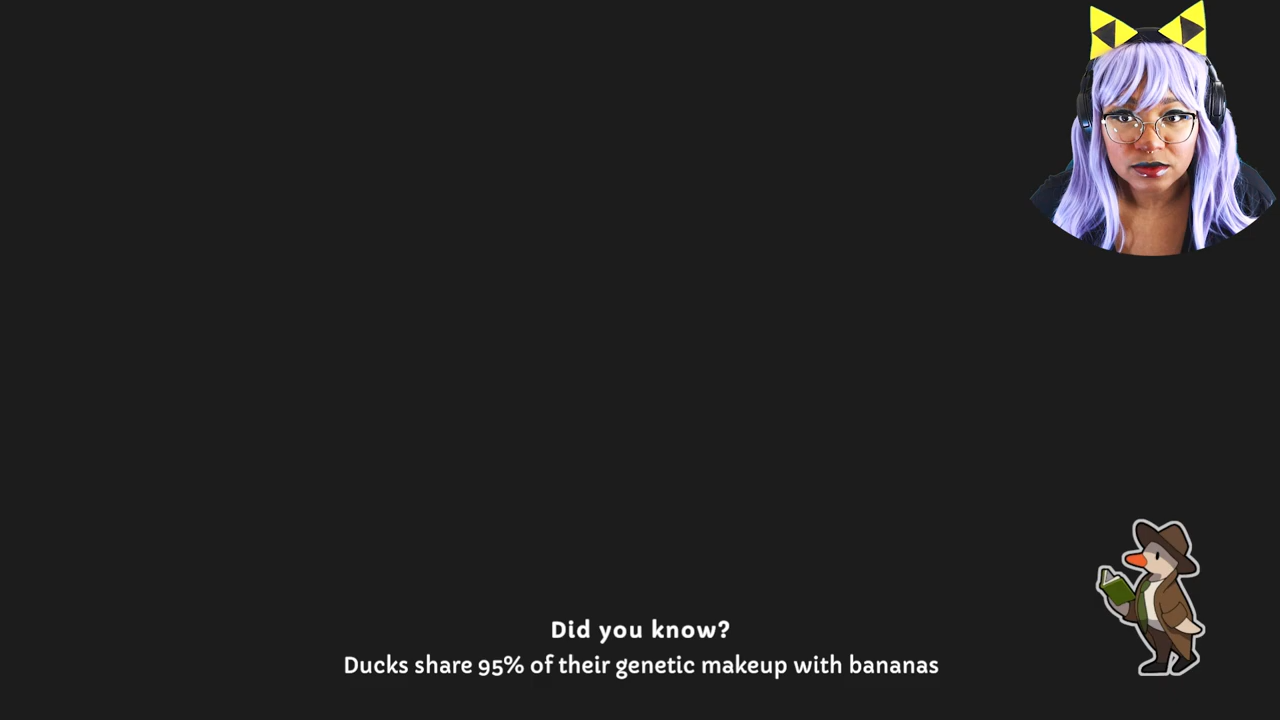 Did you know?
Ducks share 95% of their genetic makeup with bananas